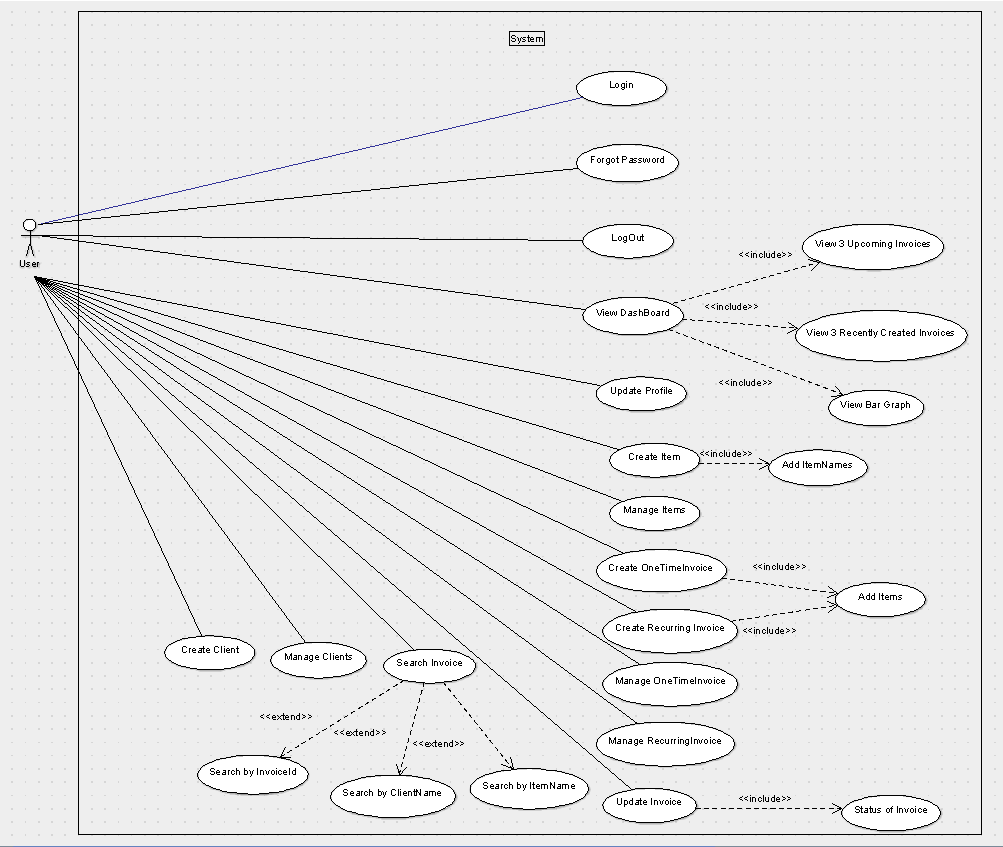 System
Login
Forgot Password
LogOut
View 3 Upcoming Invoices
<<include>>
User
<<include>>
View DashBoard
View 3 Recently Created Invoices
<<include>>
Update Profile
View Bar Graph
Create Item
<<include>>
Add ItemNames
Manage Items
Create OneTimeInvoice
<<include>>
Add Items
Create Recurring Invoice
<<include>>
Create Client
Manage Clients
Search Invoice
Manage OneTimeInvoice
<<extend>>
<<extend>>
<<extend>>
Manage RecurringInvoice
Search by InvoiceId
Search by ClientName
Search by ItemName
Update Invoice
<<include>>
Status of Invoice